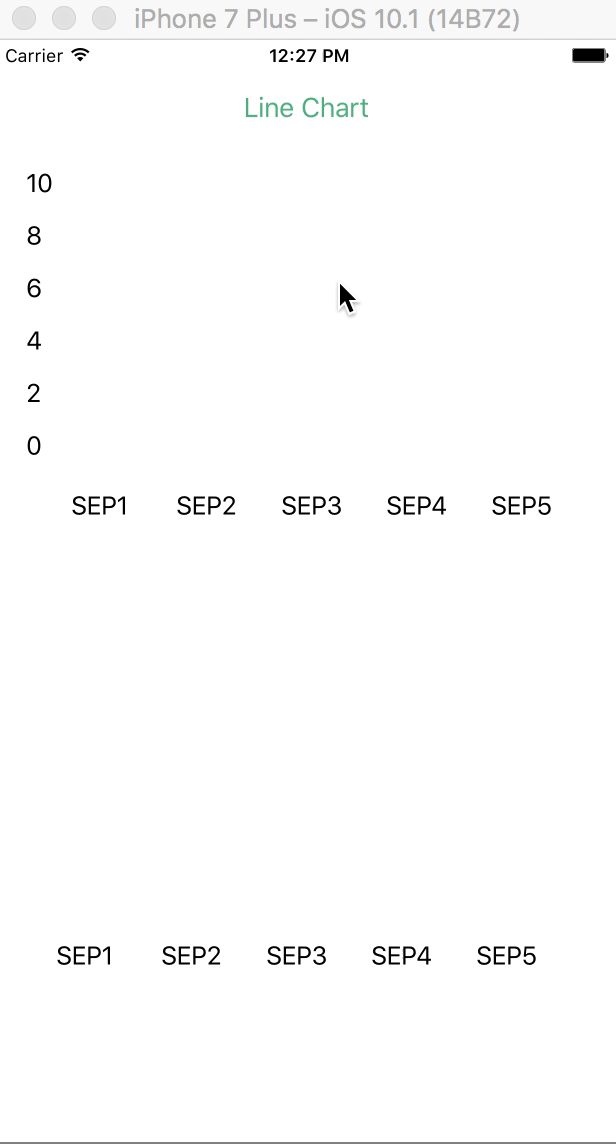 iPhone 7 Plus – iOS 10.1 (14B72)
Carrier 12:27 PM
Line Chart
10
8
6
4
2
0
SEP1 SEP2 SEP3 SEP4 SEP5
SEP1 SEP2 SEP3 SEP4 SEP5